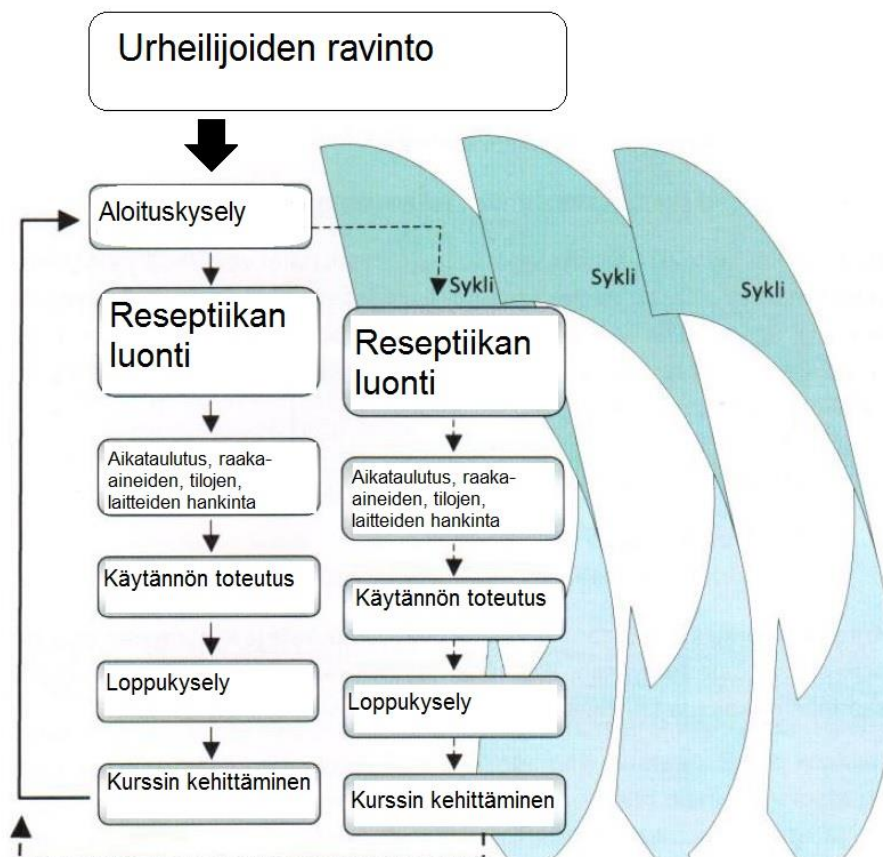 Urheilijoiden ravinto
Aloituskysely
Reseptiikan
luonti
Aikataulutus, raaka-
aineiden, tilojen,
laitteiden hankinta
Käytännön toteutus
Loppukysely
Kurssin kehittäminen
Reseptiikan
luonti
Aikataulutus, raaka-
aineiden, tilojen,
laitteiden hankinta
Käytännön toteutus
Loppukysely
Kurssin kehittäminen
Sykli
Sykli
Sykli